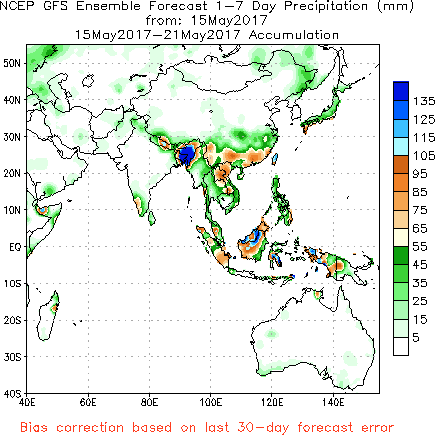 NCEP GFS Ensemble Forecast 1-7 Day Precipitation (mm)
from: 15May2017
15May2017-21May2017 Accumulation
50N
40N
30N
20N
10N
EQ
10S
20S
30S
40S
40E
60E
80E
100E
120E
140E
135
125
115
105
95
85
75
65
55
45
35
25
15
5
Bias correction based on last 30-day forecast error